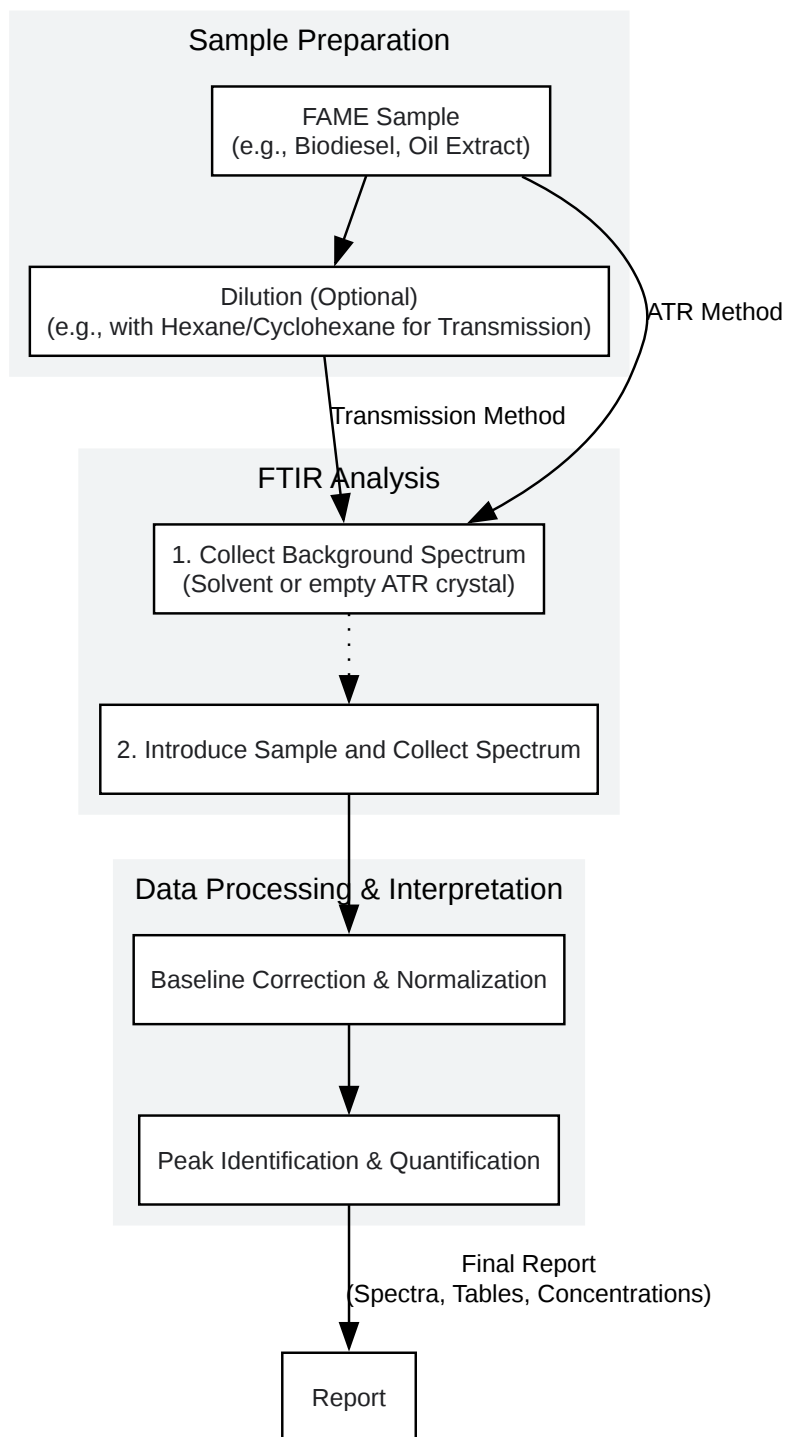 Sample Preparation
FAME Sample
(e.g., Biodiesel, Oil Extract)
Dilution (Optional)
(e.g., with Hexane/Cyclohexane for Transmission)
ATR Method
Transmission Method
FTIR Analysis
1. Collect Background Spectrum
(Solvent or empty ATR crystal)
2. Introduce Sample and Collect Spectrum
Data Processing & Interpretation
Baseline Correction & Normalization
Peak Identification & Quantification
Final Report
(Spectra, Tables, Concentrations)
Report